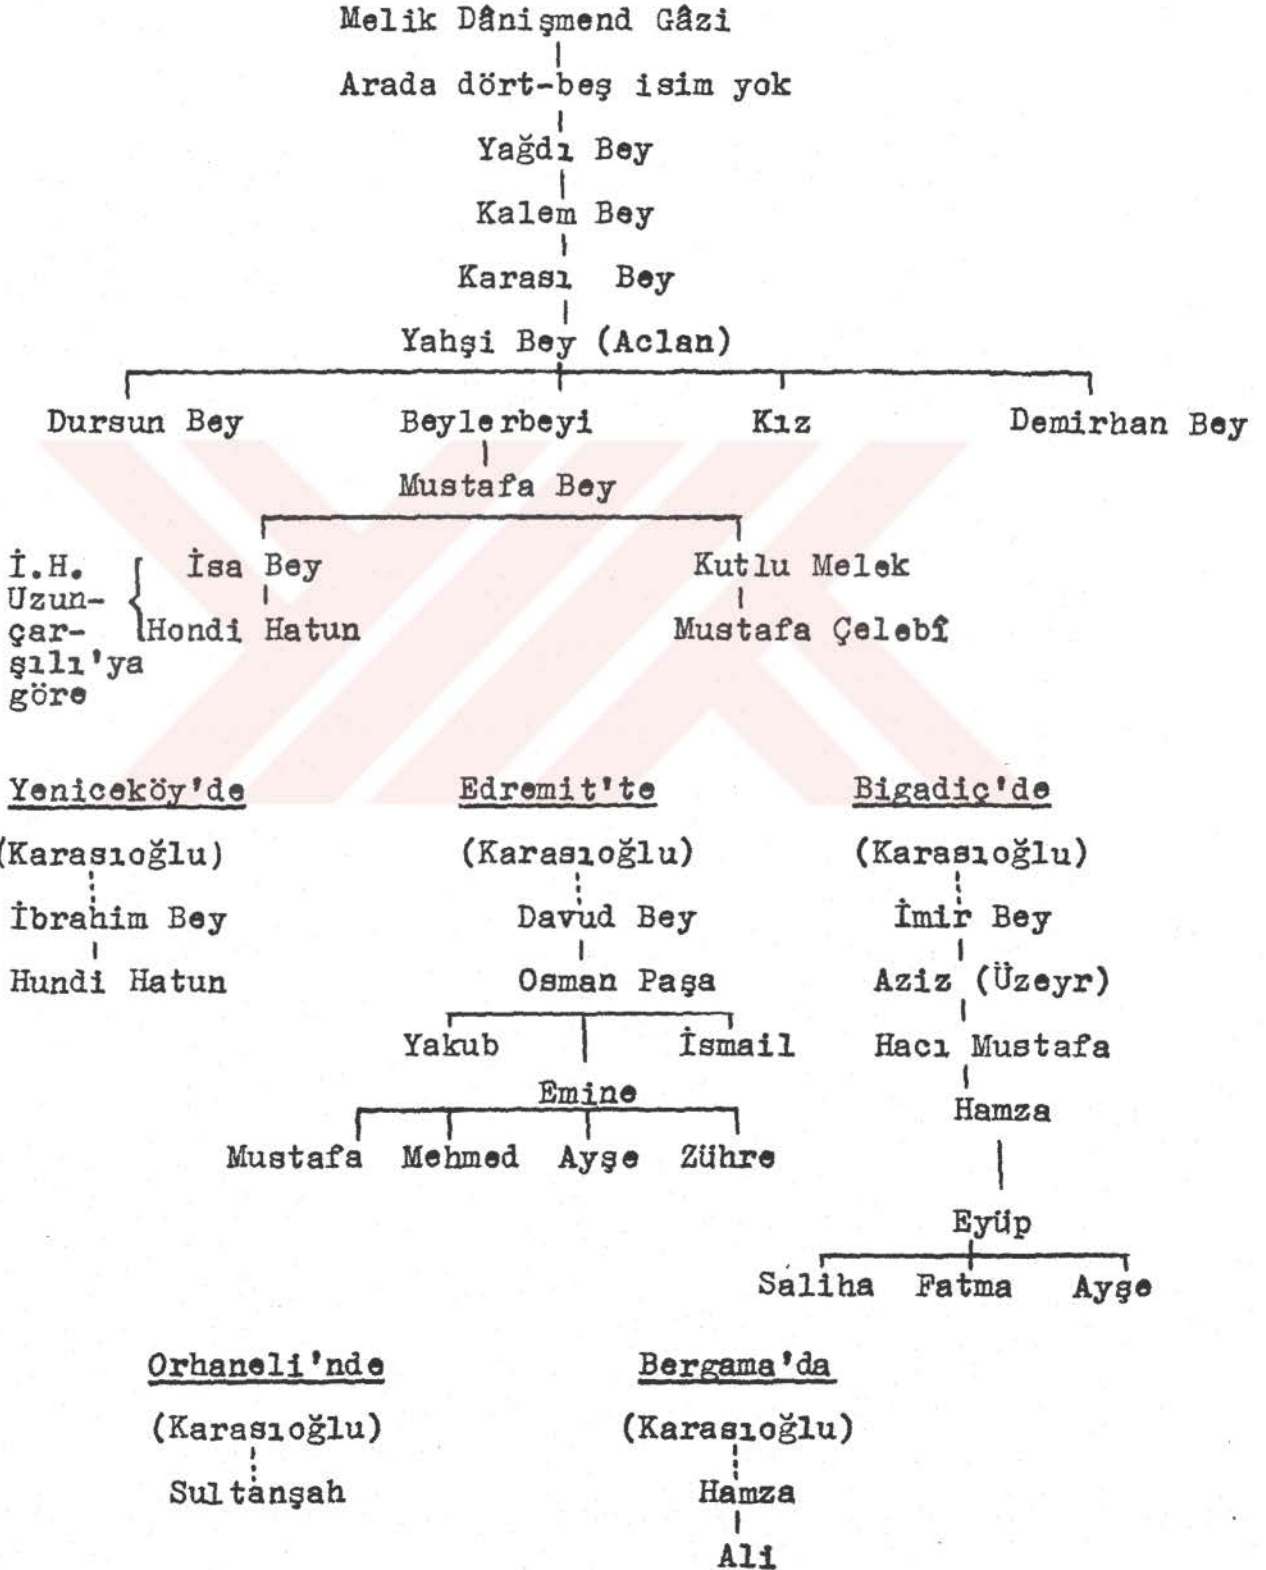 Melik Dânişmend Gâzi
Arada dört-beş isim yok
Yağdı Bey
Kalem Bey
Karası Bey
Yahşi Bey (Aclan)
Dursun Bey Beylerbeyi Kız Demirhan Bey
Mustafa Bey
İ.H. Uzun-
çar-
şılı'ya
göre
İsa Bey Kutlu Melek
Hondi Hatun Mustafa Çelebî
Yeniceköy'de
(Karasıoğlu)
İbrahim Bey
Hundi Hatun
Edremit'te
(Karasıoğlu)
Davud Bey
Osman Paşa
Yakub İsmail
Emine
Mustafa Mehmed Ayşe Zühre
Bigadiç'de
(Karasıoğlu)
İmir Bey
Aziz (Üzeyr)
Hacı Mustafa
Hamza
Eyüp
Saliha Fatma Ayşe
Orhaneli'nde
(Karasıoğlu)
Sultanşah
Bergama'da
(Karasıoğlu)
Hamza
Ali